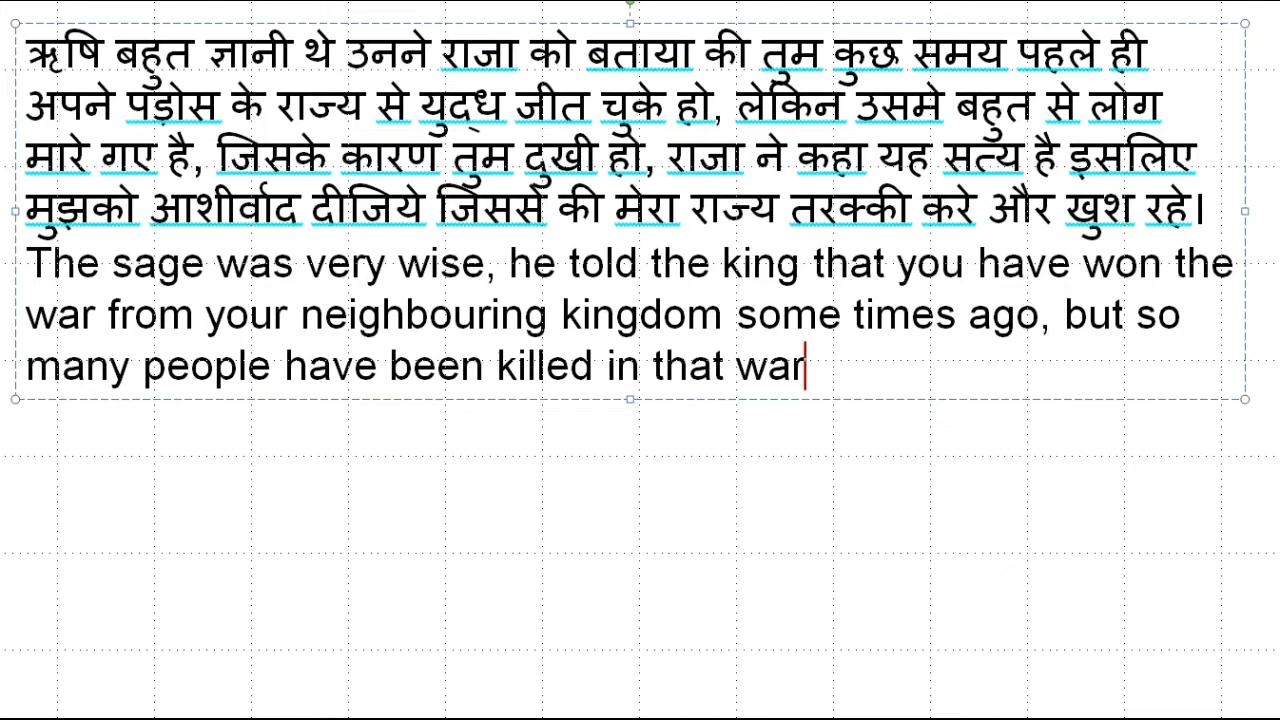 ऋषि बहुत ज्ञानी थे उनने राजा को बताया की तुम कुछ समय पहले ही
अपने पड़ोस के राज्य से युद्ध जीत चुके हो, लेकिन उसमे बहुत से लोग
मारे गए है, जिसके कारण तुम दुखी हो, राजा ने कहा यह सत्य है इसलिए
मुझको आशीर्वाद दीजिये जिससे की मेरा राज्य तरक्की करे और खुश रहे।
The sage was very wise, he told the king that you have won the
war from your neighbouring kingdom some times ago, but so
many people have been killed in that war